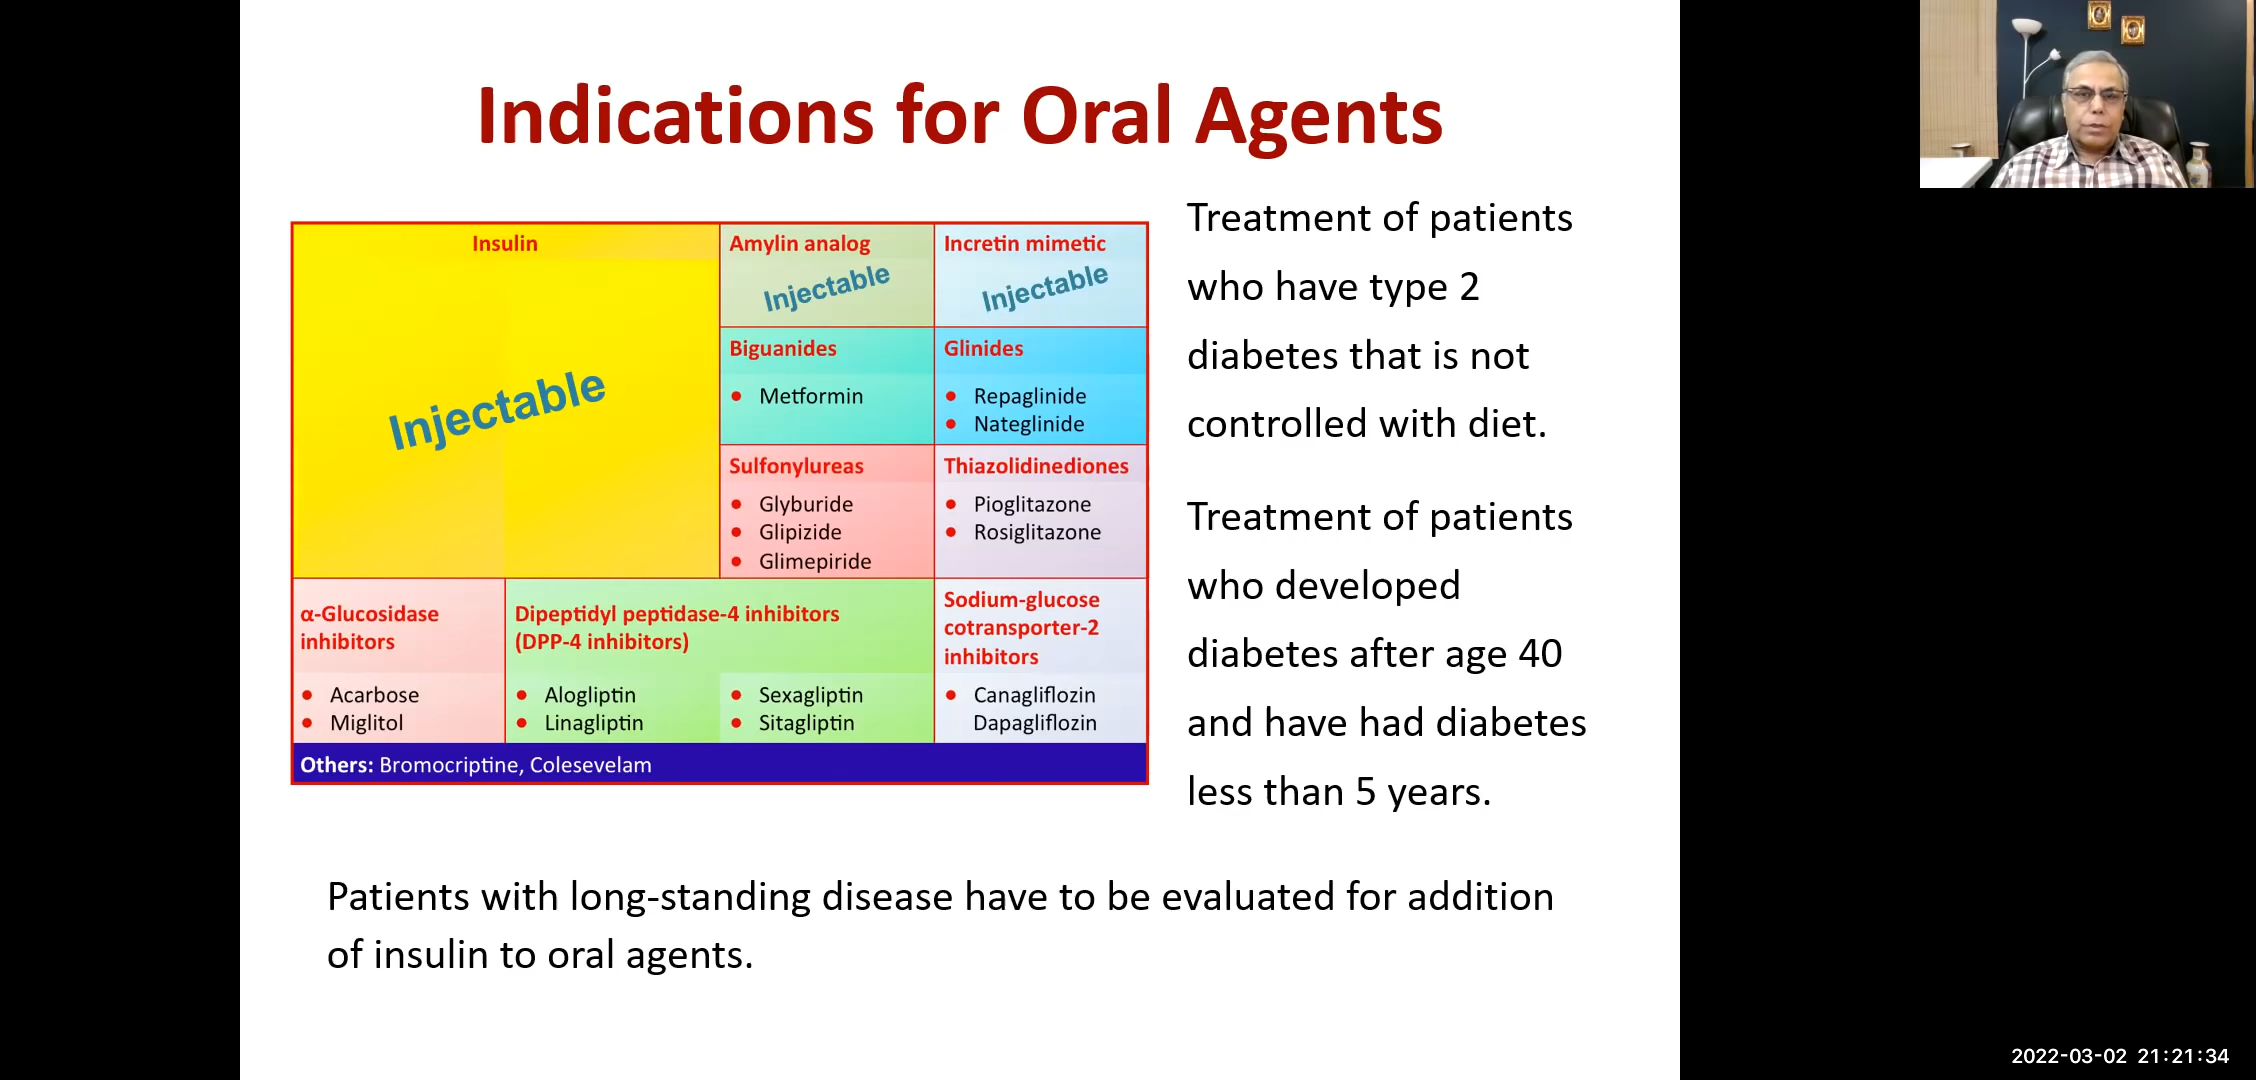 Indications for Oral Agents
Insulin
Injectable
Amylin analog
Injectable
Incretin mimetic
Injectable
Biguanides
• Metformin
Glinides
• Repaglinide
• Nateglinide
Sulfonylureas
• Glyburide
• Glipizide
• Glimepiride
Thiazolidinediones
• Pioglitazone
• Rosiglitazone
α-Glucosidase
inhibitors
• Acarbose
• Miglitol
Dipeptidyl peptidase-4 inhibitors
(DPP-4 inhibitors)
• Alogliptin
• Linagliptin
• Sexagliptin
• Sitagliptin
Sodium-glucose
cotransporter-2
inhibitors
• Canagliflozin
Dapagliflozin
Others: Bromocriptine, Colesevelam
Treatment of patients
who have type 2
diabetes that is not
controlled with diet.
Treatment of patients
who developed
diabetes after age 40
and have had diabetes
less than 5 years.
Patients with long-standing disease have to be evaluated for addition
of insulin to oral agents.
2022-03-02 21:21:34